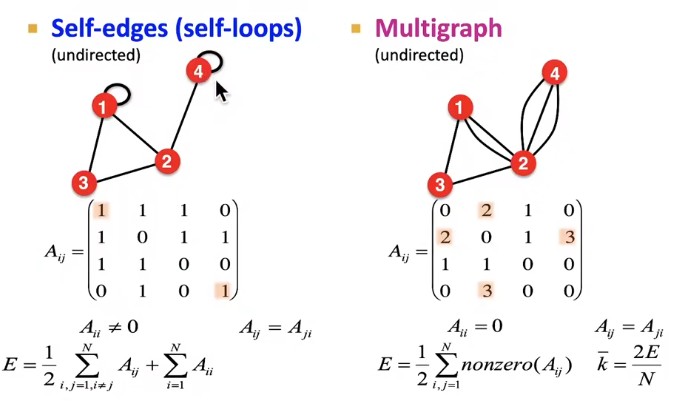 Self-edges (self-loops)
(undirected)
4
1
2
3
A_{ij} = \begin{pmatrix} 1 & 1 & 1 & 0 \\ 1 & 0 & 1 & 1 \\ 1 & 1 & 0 & 0 \\ 0 & 1 & 0 & 1 \end{pmatrix}
A_{ii} ≠ 0 A_{ij} = A_{ji}
E = \frac{1}{2} \sum_{i,j=1,i≠j}^{N} A_{ij} + \sum_{i=1}^{N} A_{ii}
Multigraph
(undirected)
4
1
2
3
A_{ij} = \begin{pmatrix} 0 & 2 & 1 & 0 \\ 2 & 0 & 1 & 3 \\ 1 & 1 & 0 & 0 \\ 0 & 3 & 0 & 0 \end{pmatrix}
A_{ii} = 0 A_{ij} = A_{ji}
E = \frac{1}{2} \sum_{i,j=1}^{N} nonzero(A_{ij}) \overline{k} = \frac{2E}{N}